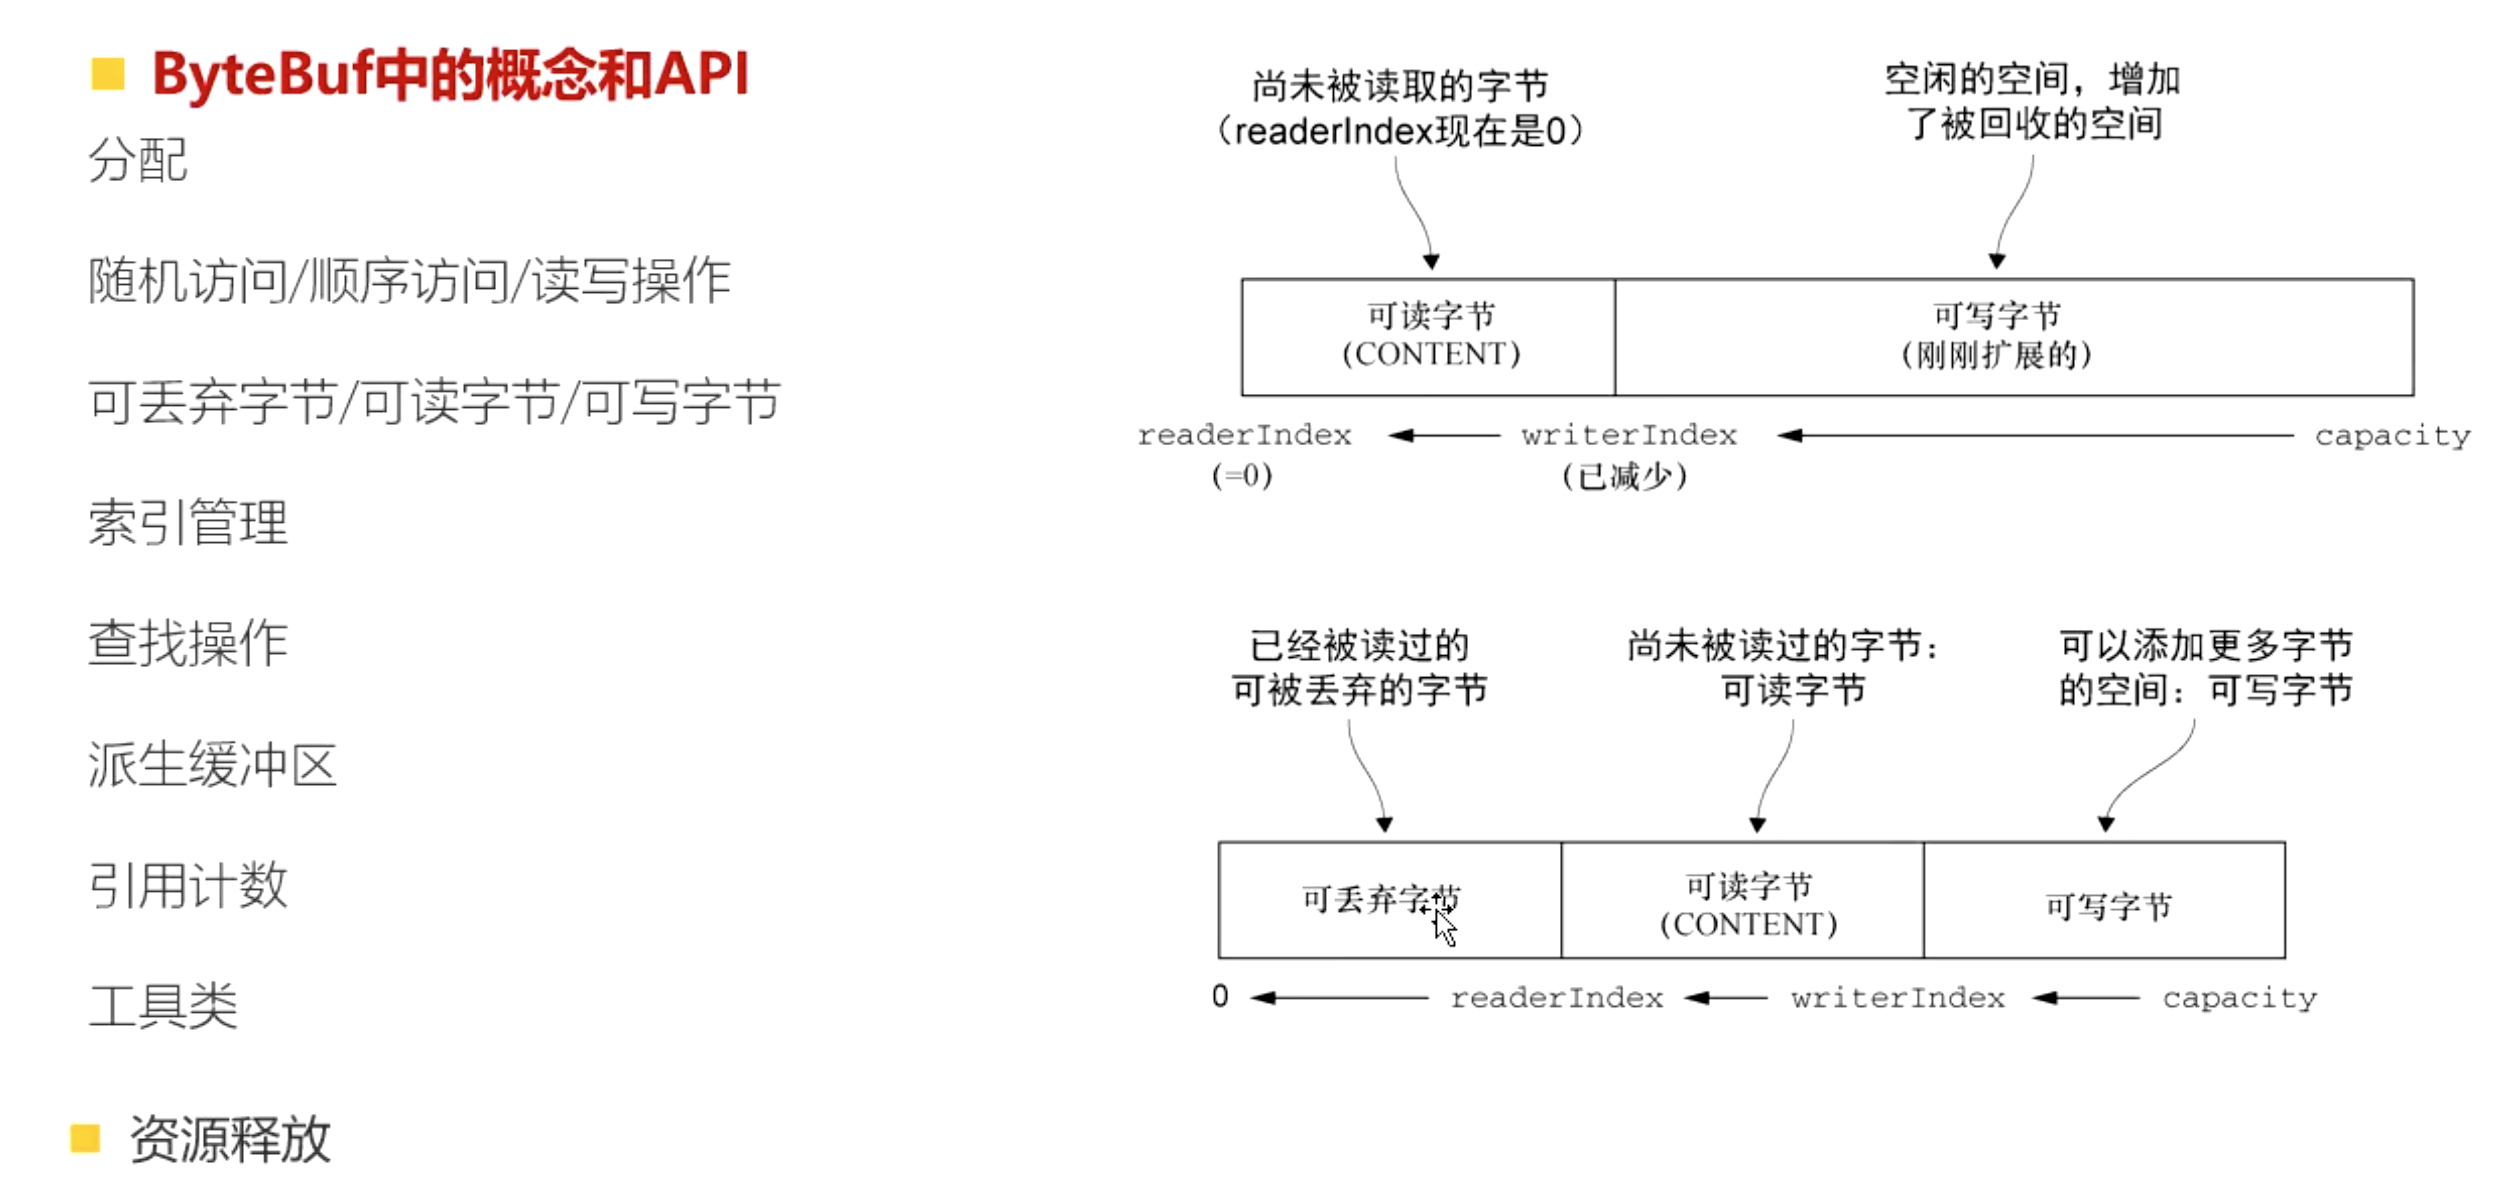 ByteBuf中的概念和API
分配
随机访问/顺序访问/读写操作
可丢弃字节/可读字节/可写字节
索引管理
查找操作
派生缓冲区
引用计数
工具类
资源释放
尚未被读取的字节
（readerIndex现在是0）
空闲的空间，增加
了被回收的空间
可读字节
(CONTENT)
可写字节
(刚刚扩展的)
readerIndex
(=0)
writerIndex
(已减少)
capacity
已经被读过的
可被丢弃的字节
尚未被读过的字节：
可读字节
可以添加更多字节
的空间：可写字节
可丢弃字节
可读字节
(CONTENT)
可写字节
0
readerIndex
writerIndex
capacity